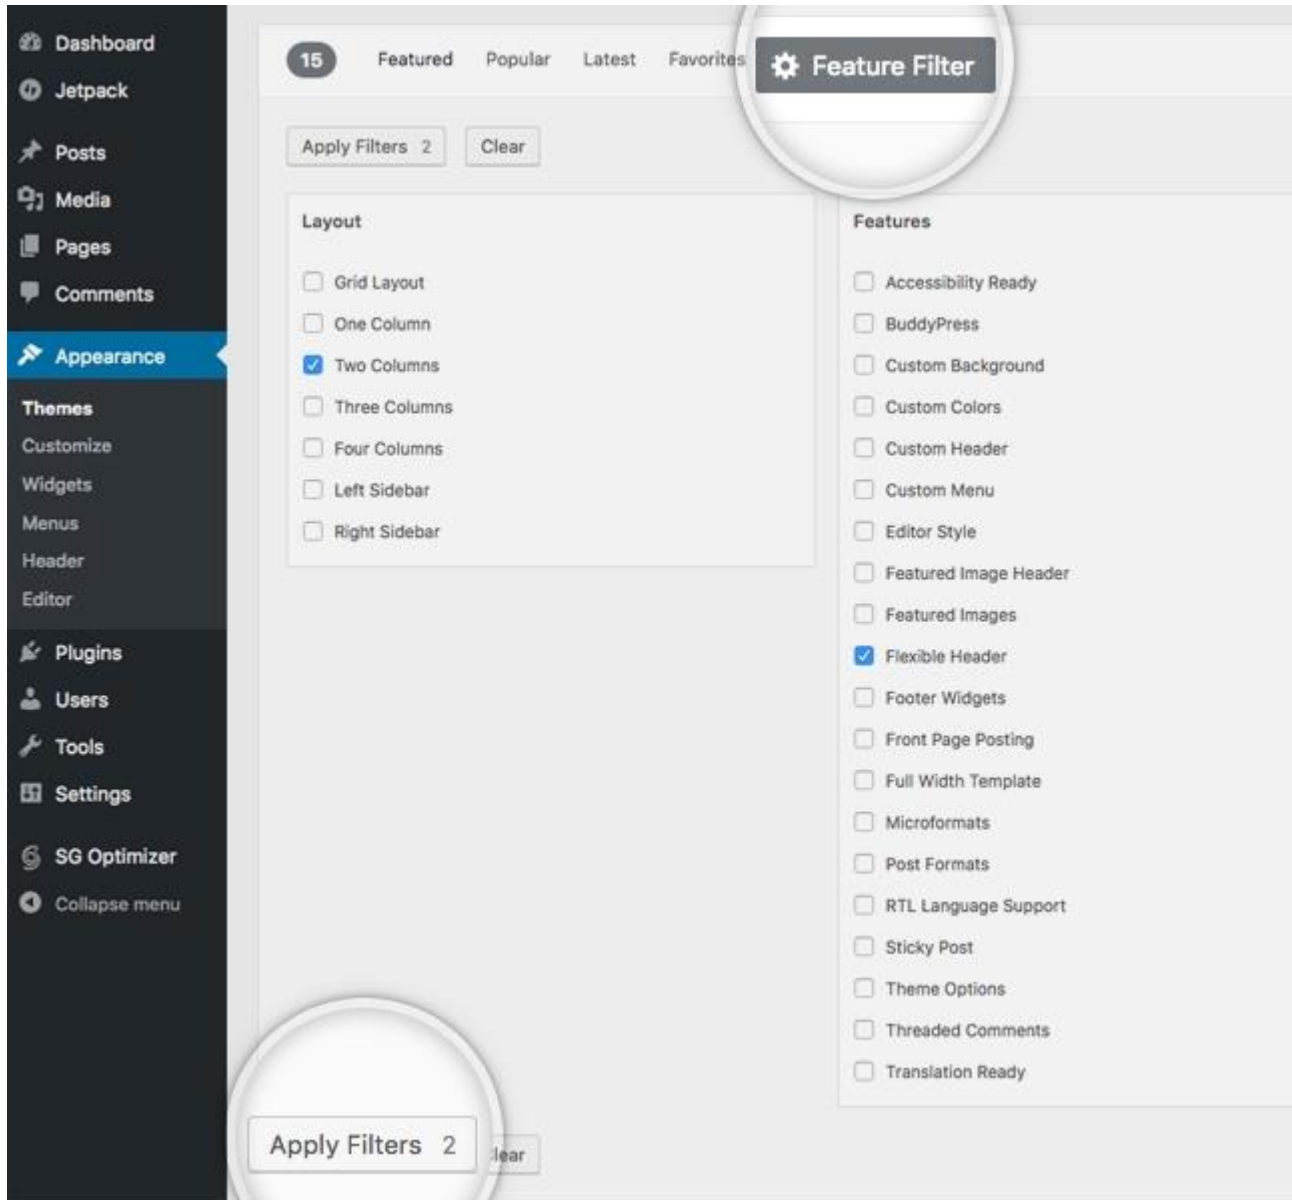 Dashboard
Jetpack
Posts
Media
Pages
Comments
Appearance
Themes
Customize
Widgets
Menus
Header
Editor
Plugins
Users
Tools
Settings
SG Optimizer
Collapse menu
15 Featured Popular Latest Favorites Feature Filter
Apply Filters 2 Clear
Layout
Grid Layout
One Column
Two Columns
Three Columns
Four Columns
Left Sidebar
Right Sidebar
Features
Accessibility Ready
BuddyPress
Custom Background
Custom Colors
Custom Header
Custom Menu
Editor Style
Featured Image Header
Featured Images
Flexible Header
Footer Widgets
Front Page Posting
Full Width Template
Microformats
Post Formats
RTL Language Support
Sticky Post
Theme Options
Threaded Comments
Translation Ready
Apply Filters 2 lear